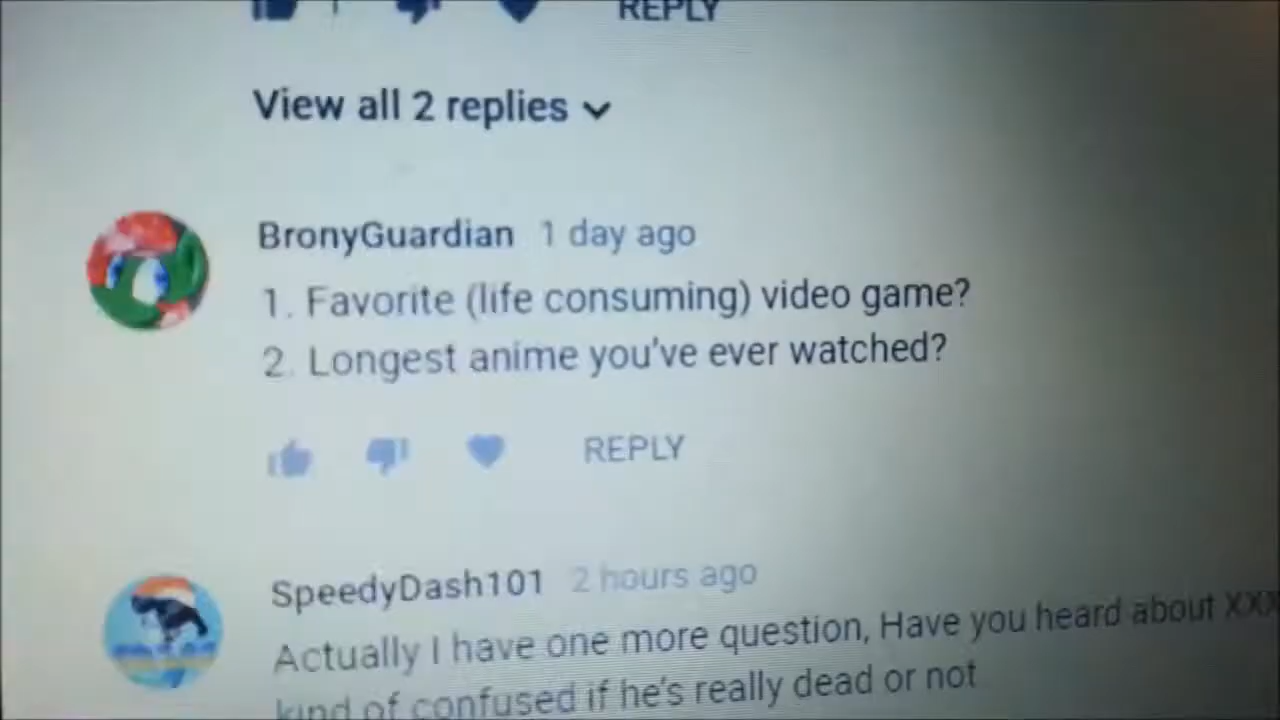 REPLY
View all 2 replies
BronyGuardian 1 day ago
1. Favorite (life consuming) video game?
2. Longest anime you've ever watched?
REPLY
SpeedyDash101 2 hours ago
Actually I have one more question, Have you heard about XXX
kind of confused if he's really dead or not